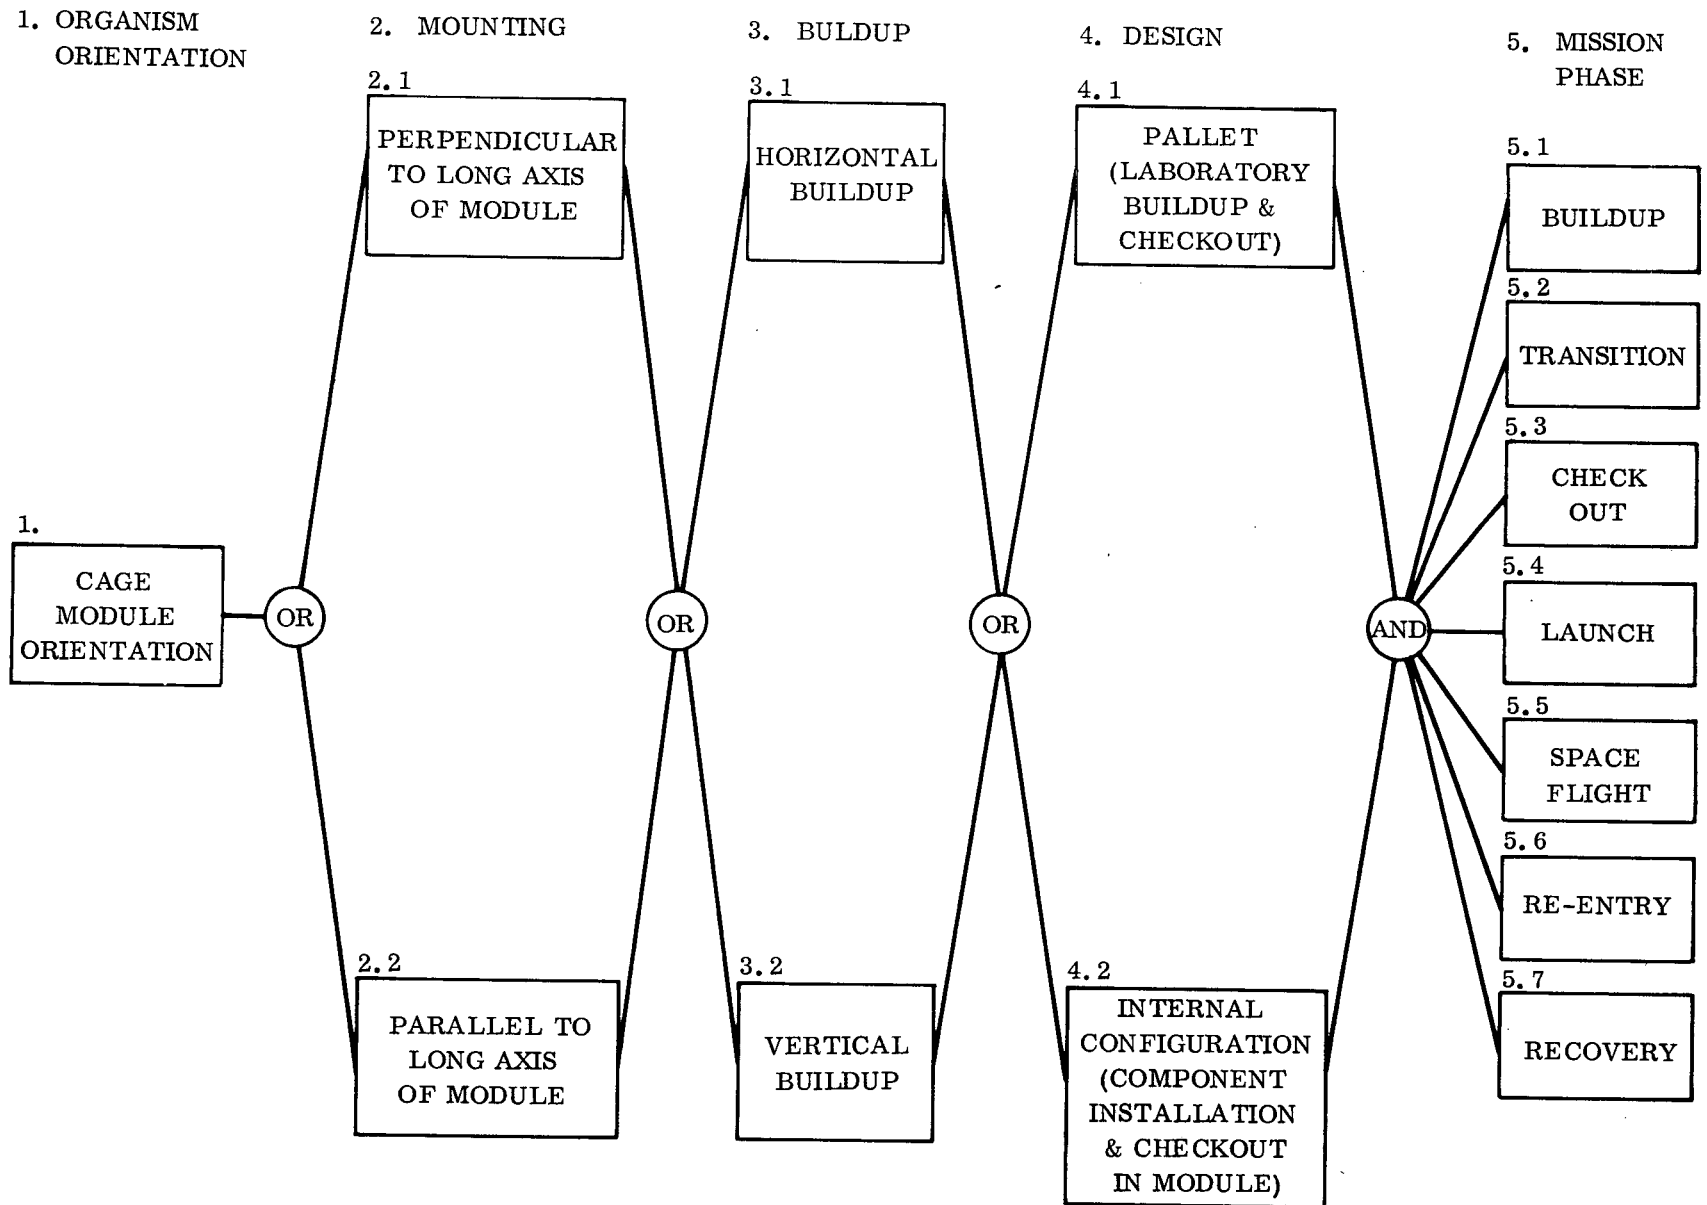 1. ORGANISM
ORIENTATION
2. MOUNTING
3. BULDUP
4. DESIGN
5. MISSION
PHASE
1.
CAGE
MODULE
ORIENTATION
OR
2.1
PERPENDICULAR
TO LONG AXIS
OF MODULE
2.2
PARALLEL TO
LONG AXIS
OF MODULE
OR
3.1
HORIZONTAL
BUILDUP
3.2
VERTICAL
BUILDUP
OR
4.1
PALLET
(LABORATORY
BUILDUP &
CHECKOUT)
4.2
INTERNAL
CONFIGURATION
(COMPONENT
INSTALLATION
& CHECKOUT
IN MODULE)
AND
5.1
BUILDUP
5.2
TRANSITION
5.3
CHECK
OUT
5.4
LAUNCH
5.5
SPACE
FLIGHT
5.6
RE-ENTRY
5.7
RECOVERY